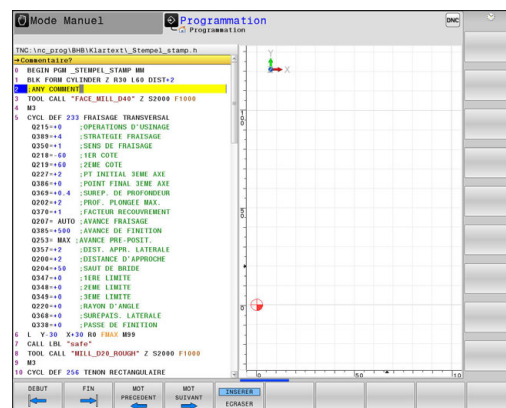 Mode Manuel
Programmation
Programmation
DNC
TNC:\nc_prog\BHB\Klartext\_Stempel_stamp.h
→Commentaire?
0 BEGIN PGM _STEMPEL_STAMP MM
1 BLK FORM CYLINDER Z R30 L60 DIST+2
2 ;ANY COMMENT
3 TOOL CALL "FACE_MILL_D40" Z S2000 F1000
4 M3
5 CYCL DEF 233 FRAISAGE TRANSVERSAL
Q215=+0 ;OPERATIONS D'USINAGE
Q389=+4 ;STRATEGIE FRAISAGE
Q350=+1 ;SENS DE FRAISAGE
Q218=-60 ;1ER COTE
Q219=+60 ;2EME COTE
Q227=+2 ;PT INITIAL 3EME AXE
Q386=+0 ;POINT FINAL 3EME AXE
Q369=+0.4 ;SUREP. DE PROFONDEUR
Q202=+2 ;PROF. PLONGEE MAX.
Q370=+1 ;FACTEUR RECOUVREMENT
Q207= AUTO ;AVANCE FRAISAGE
Q385=+500 ;AVANCE DE FINITION
Q253= MAX ;AVANCE PRE-POSIT.
Q357=+2 ;DIST. APPR. LATERALE
Q200=+2 ;DISTANCE D'APPROCHE
Q204=+50 ;SAUT DE BRIDE
Q347=+0 ;1ERE LIMITE
Q348=+0 ;2EME LIMITE
Q349=+0 ;3EME LIMITE
Q220=+0 ;RAYON D'ANGLE
Q368=+0 ;SUREPAIS. LATERALE
Q338=+0 ;PASSE DE FINITION
6 L Y-30 X+30 R0 FMAX M99
7 CALL LBL "safe"
8 TOOL CALL "MILL_D20_ROUGH" Z S2000 F1000
9 M3
10 CYCL DEF 256 TENON RECTANGULAIRE
Y
X
100
50
0
0
50
100
DEBUT
FIN
MOT PRECEDENT
MOT SUIVANT
INSERER
ECRASER